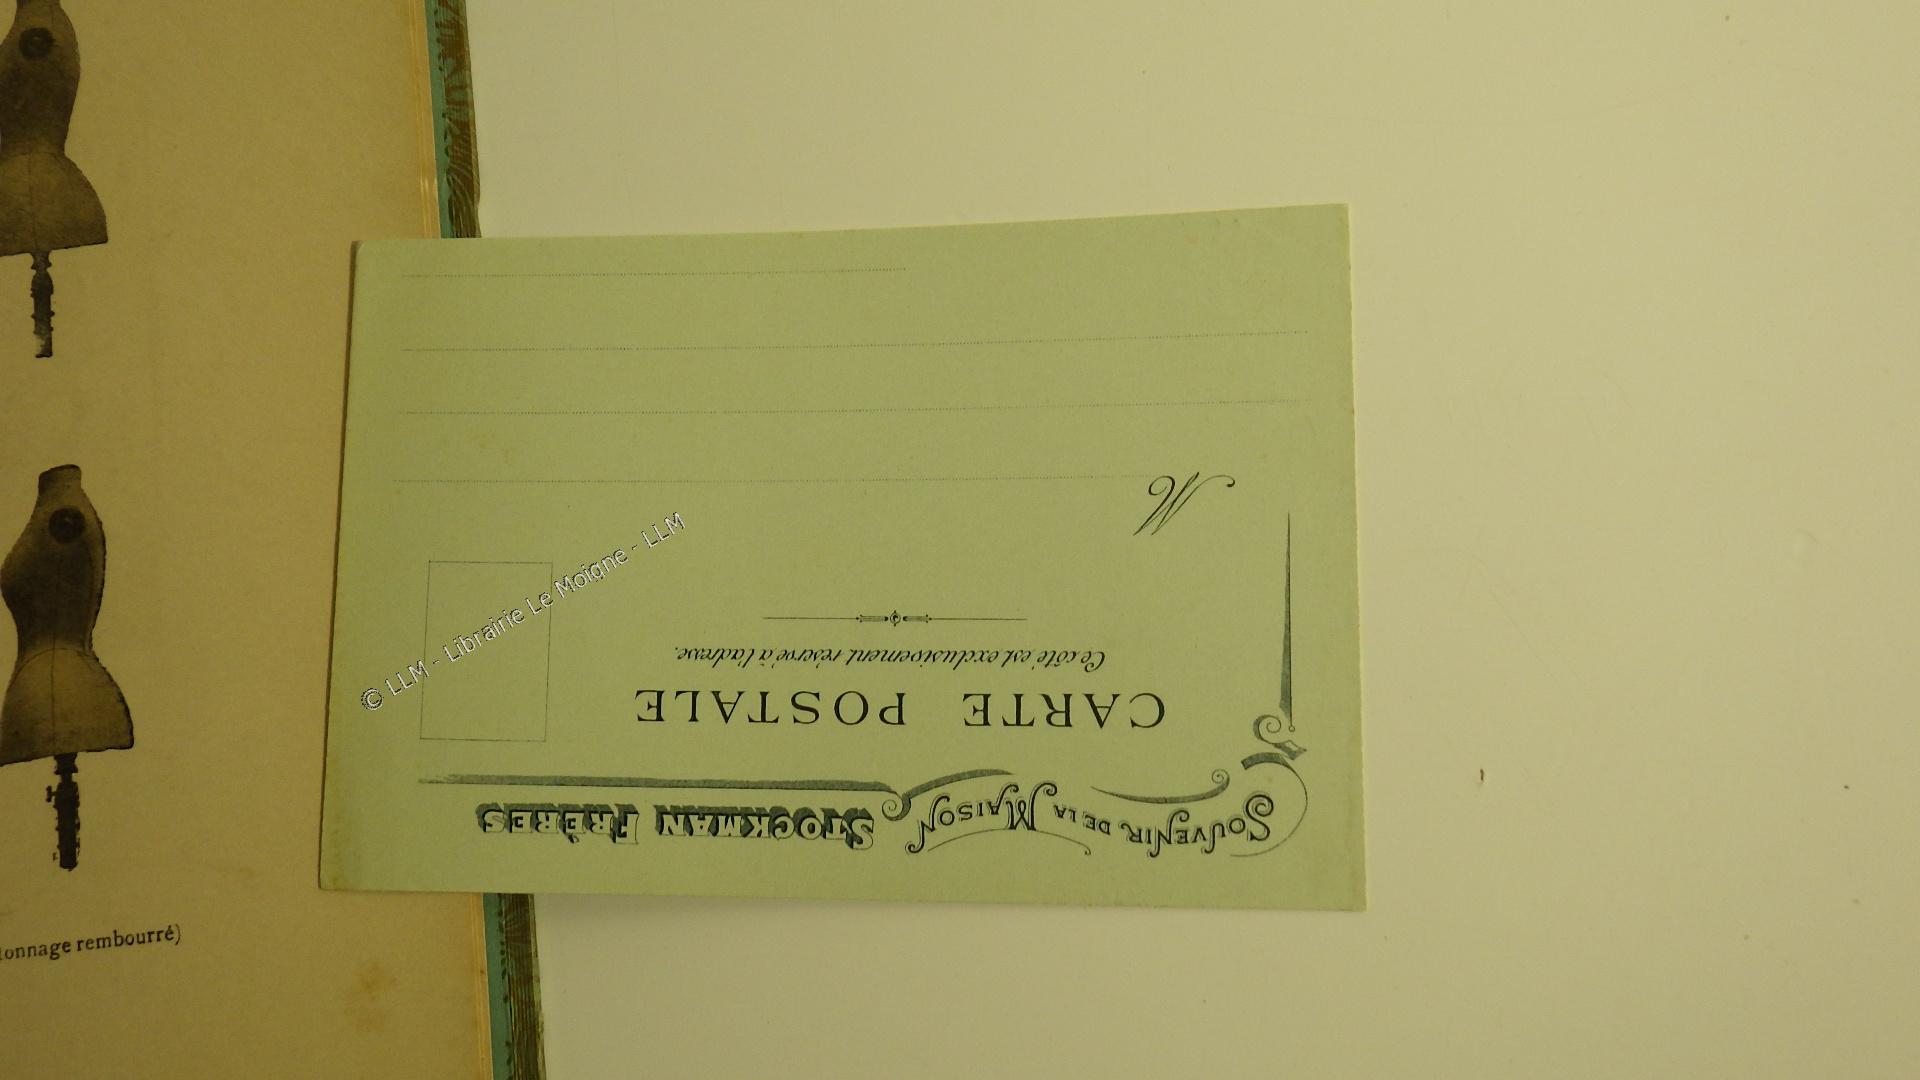 Souvenir de la Maison Stockman Frères
CARTE POSTALE
Ce côté est exclusivement réservé à l'adresse.
M
© LLM - Librairie Le Moigne - LLM
tonnage rembourré)